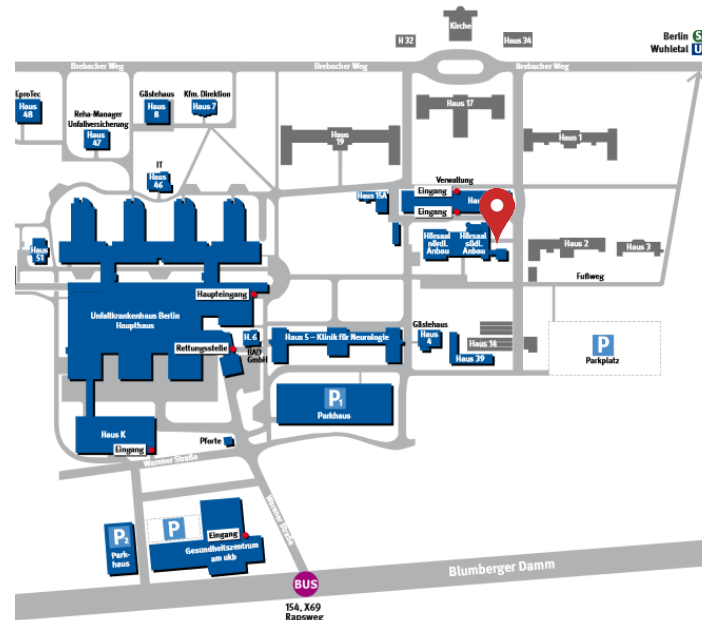 Kirche
H 32
Haus 34
Berlin S
Wuhletal U
Brebacher Weg
Brebacher Weg
Brebacher Weg
EproTec
Haus
48
Gästehaus
Haus
8
Kfm. Direktion
Haus 7
Reha-Manager
Unfallversicherung
Haus
47
Haus 17
Haus
19
Haus 1
IT
Haus
46
Verwaltung
Eingang
Haus 15A
Hau
Eingang
Hörsaal
nördl.
Anbau
Hörsaal
südl.
Anbau
Haus 2
Haus 3
Haus
51
Fußweg
Haupteingang
Unfallkrankenhaus Berlin
Haupthaus
Rettungsstelle
H. 6
BAD
GmbH
Haus 5 – Klinik für Neurologie
Gästehaus
Haus
4
Haus 14
Haus 39
P
Parkplatz
P1
Parkhaus
Haus K
Eingang
Pforte
Warener Straße
Warener Straße
P2
Park-
haus
P
Eingang
Gesundheitszentrum
am ukb
BUS
Blumberger Damm
154, X69
Rapsweg